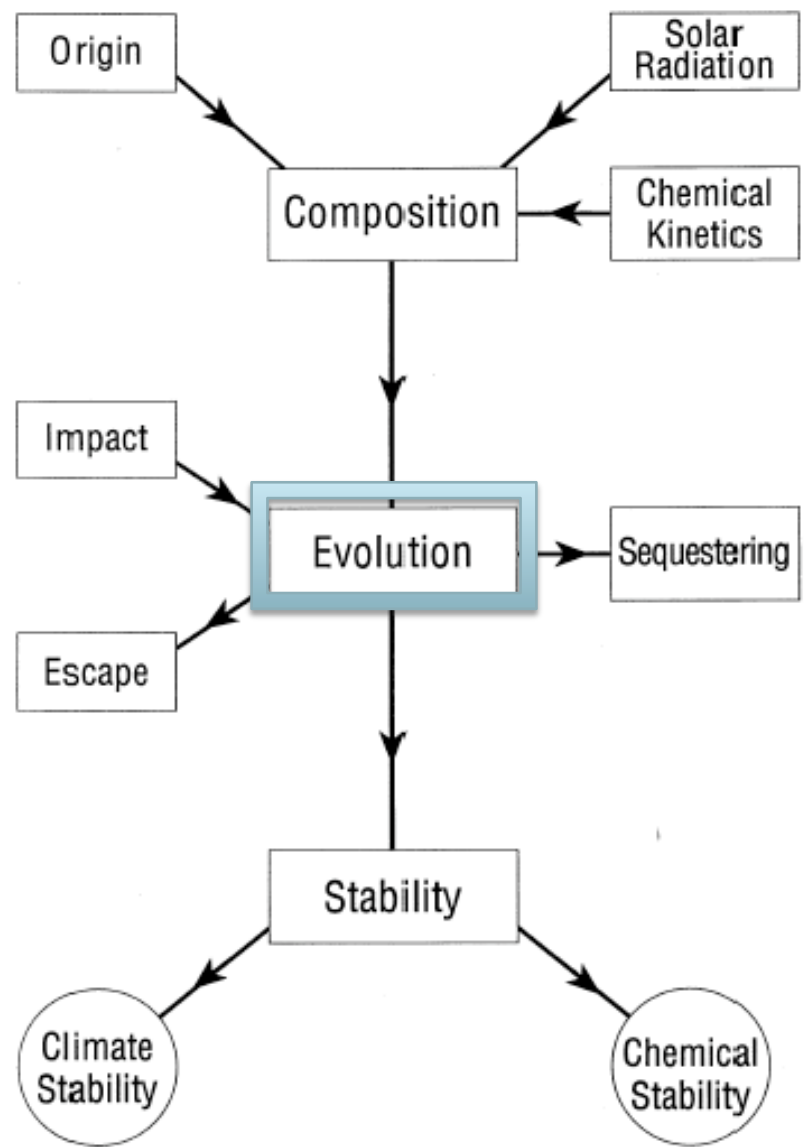 Origin
Solar
Radiation
Composition
Chemical
Kinetics
Impact
Evolution
Sequestering
Escape
Stability
Climate
Stability
Chemical
Stability